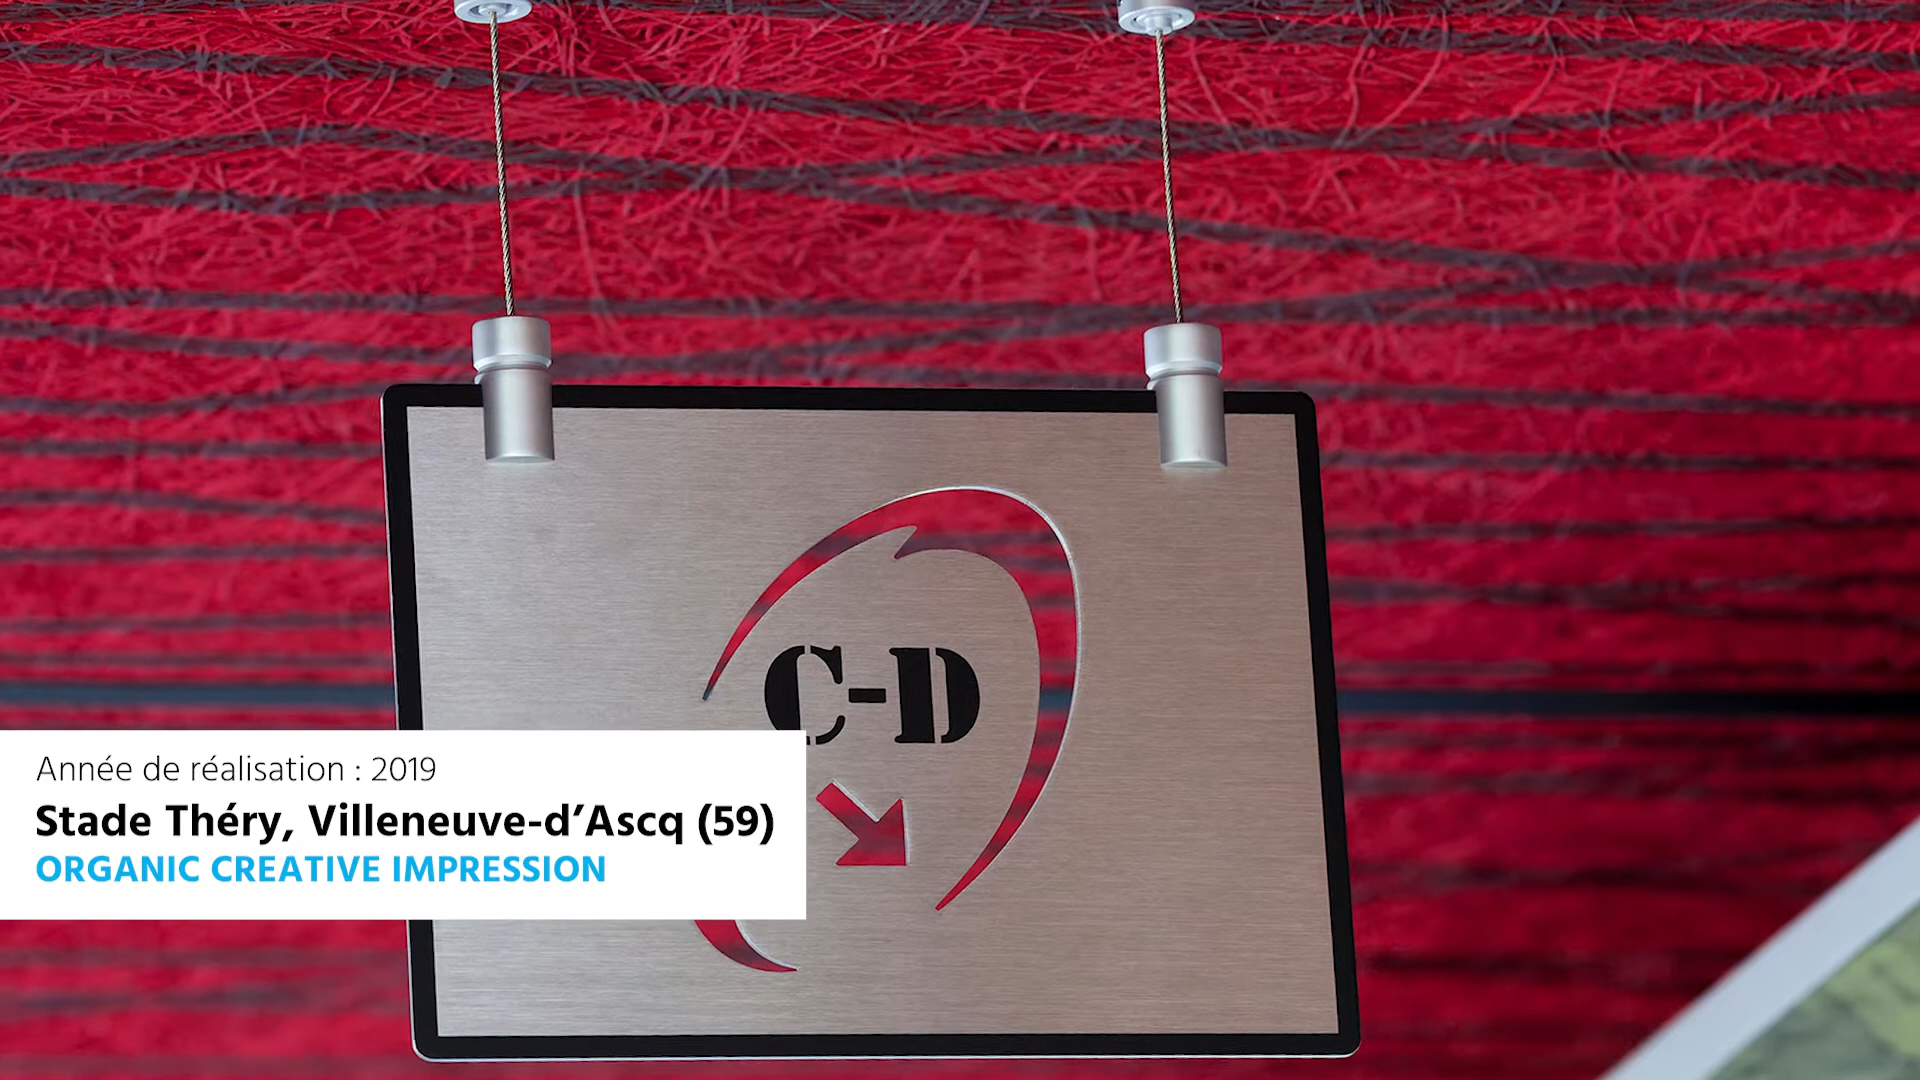 C-D
Année de réalisation : 2019
Stade Théry, Villeneuve-d’Ascq (59)
ORGANIC CREATIVE IMPRESSION